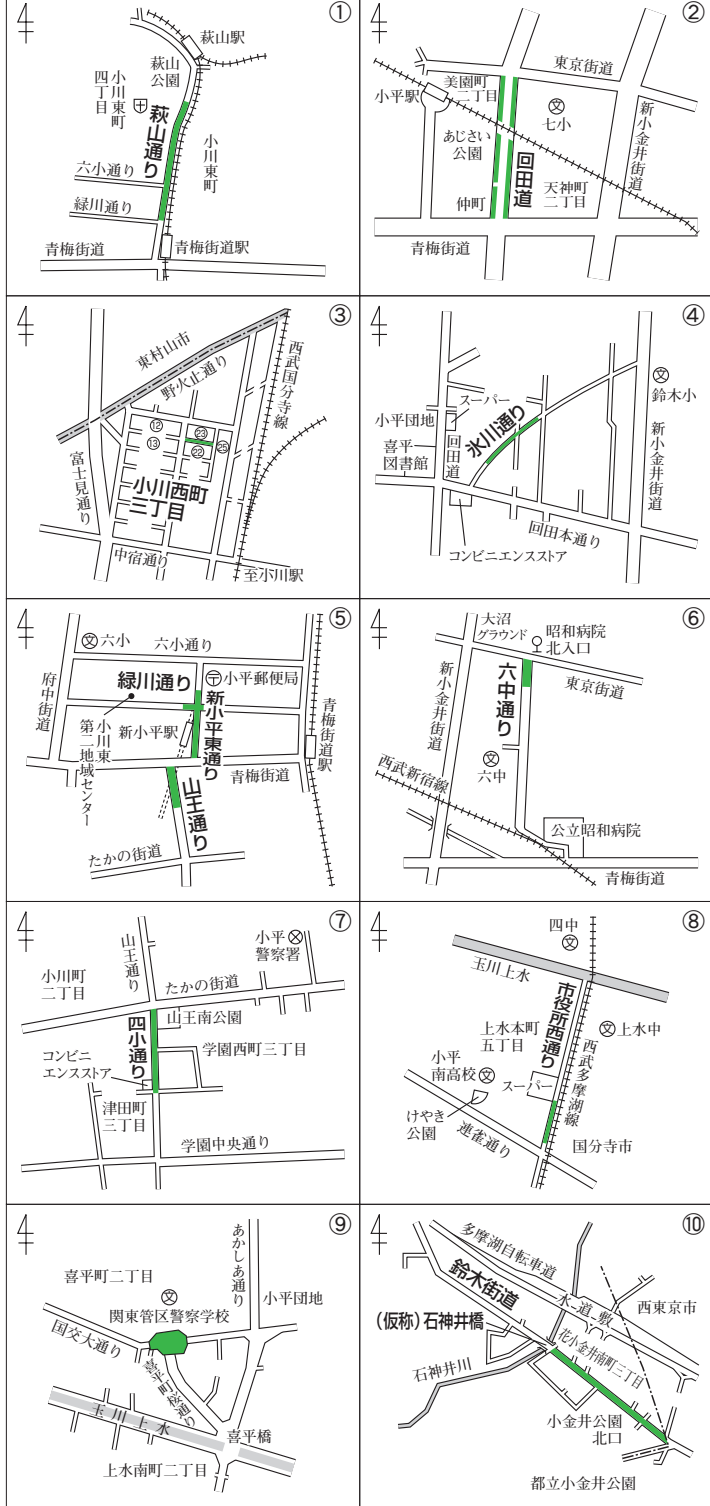 ①
萩山駅
萩山
公園
小川東町
四丁目
萩山通り
小川東町
六小通り
緑川通り
青梅街道
青梅街道駅
②
東京街道
美園町
二丁目
小平駅
文
七小
新小金井街道
あじさい
公園
回田道
天神町
二丁目
仲町
青梅街道
③
東村山市
野火止通り
西武国分寺線
⑫
⑬
㉓
㉒
㉕
富士見通り
小川西町
三丁目
中宿通り
至小川駅
④
文
鈴木小
スーパー
小平団地
氷川通り
喜平
図書館
回田道
新小金井街道
回田本通り
コンビニエンスストア
⑤
文六小
六小通り
府中街道
緑川通り
小平郵便局
新小平東通り
小川東
第二地域センター
新小平駅
青梅街道駅
青梅街道
山王通り
たかの街道
⑥
大沼
グラウンド
昭和病院
北入口
六中通り
東京街道
新小金井街道
文
六中
西武新宿線
公立昭和病院
青梅街道
⑦
山王通り
小平
警察署
小川町
二丁目
たかの街道
山王南公園
四小通り
学園西町三丁目
コンビニ
エンスストア
津田町
三丁目
学園中央通り
⑧
四中
文
玉川上水
市役所西通り
上水本町
五丁目
文上水中
西武多摩湖線
小平
南高校文
スーパー
けやき
公園
連雀通り
国分寺市
⑨
あかしあ通り
喜平町二丁目
文
関東管区警察学校
小平団地
国交大通り
喜平町桜通り
玉川上水
喜平橋
上水南町二丁目
⑩
多摩湖自転車道
鈴木街道
水道敷
西東京市
(仮称)石神井橋
花小金井南町三丁目
石神井川
小金井公園
北口
都立小金井公園